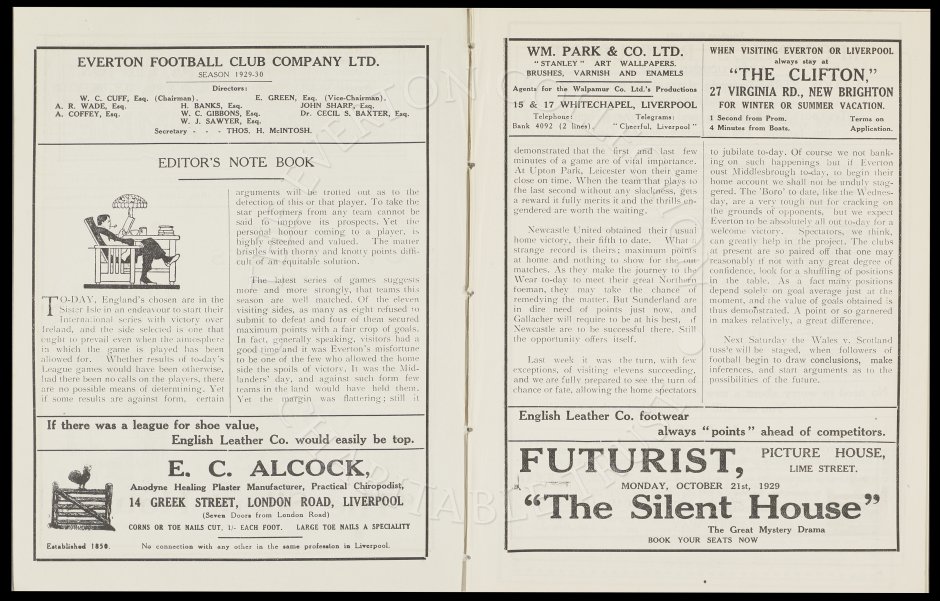 EVERTON FOOTBALL CLUB COMPANY LTD.
SEASON 1929-30
Directors:
W. C. CUFF, Esq. (Chairman). E. GREEN, Esq. (Vice-Chairman).
A. R. WADE, Esq. H. BANKS, Esq. JOHN SHARP, Esq.
A. COFFEY, Esq. W. C. GIBBONS, Esq. Dr. CECIL S. BAXTER, Esq.
W. J. SAWYER, Esq.
Secretary - - - THOS. H. McINTOSH.
EDITOR'S NOTE BOOK
TO-DAY, England's chosen are in the
Sister Isle in an endeavour to start their
International series with victory over
Ireland, and the side selected is one that
ought to prevail even when the atmosphere
in which the game is played has been
allowed for. Whether results of to-day's
League games would have been otherwise,
had there been no calls on the players, there
are no possible means of determining. Yet
if some results are against form, certain
arguments will be trotted out as to the
detection of this or that player. To take the
star performers from any team cannot be
said to improve its prospects. Yet the
personal honour coming to a player, is
highly esteemed and valued. The matter
bristles with thorny and knotty points diffi-
cult of an equitable solution.
The latest series of games suggests
more and more strongly, that teams this
season are well matched. Of the eleven
visiting sides, as many as eight refused to
submit to defeat and four of them secured
maximum points with a fair crop of goals.
In fact, generally speaking, visitors had a
good time and it was Everton's misfortune
to be one of the few who allowed the home
side the spoils of victory. It was the Mid-
landers' day, and against such form few
teams in the land would have held them.
Yet the margin was flattering; still it
If there was a league for shoe value,
English Leather Co. would easily be top.
E. C. ALCOCK,
Anodyne Healing Plaster Manufacturer, Practical Chiropodist,
14 GREEK STREET, LONDON ROAD, LIVERPOOL
(Seven Doors from London Road)
CORNS OR TOE NAILS CUT, 1/- EACH FOOT. LARGE TOE NAILS A SPECIALITY
Established 1850. No connection with any other in the same profession in Liverpool.
WM. PARK & CO. LTD.
"STANLEY" ART WALLPAPERS.
BRUSHES, VARNISH AND ENAMELS
Agents for the Walpamur Co. Ltd.'s Productions
15 & 17 WHITECHAPEL, LIVERPOOL
Telephone: Telegrams:
Bank 4092 (2 lines). "Cheerful, Liverpool"
WHEN VISITING EVERTON OR LIVERPOOL
always stay at
"THE CLIFTON,"
27 VIRGINIA RD., NEW BRIGHTON
FOR WINTER OR SUMMER VACATION.
1 Second from Prom. Terms on
4 Minutes from Boats. Application.
demonstrated that the first and last few
minutes of a game are of vital importance.
At Upton Park, Leicester won their game
close on time. When the team that plays to
the last second without any slackness, gets
a reward it fully merits it and the thrills en-
gendered are worth the waiting.
Newcastle United obtained their usual
home victory, their fifth to date. What a
strange record is theirs; maximum points
at home and nothing to show for the out
matches. As they make the journey to the
Wear to-day to meet their great Northern
foeman, they may take the chance of
remedying the matter. But Sunderland are
in dire need of points just now, and
Gallacher will require to be at his best, if
Newcastle are to be successful there. Still
the opportunity offers itself.
Last week it was the turn, with few
exceptions, of visiting elevens succeeding,
and we are fully prepared to see the turn of
chance or fate, allowing the home spectators
to jubilate to-day. Of course we not bank-
ing on such happenings but if Everton
oust Middlesbrough to-day, to begin their
home account we shall not be unduly stag-
gered. The 'Boro' to date, like the Wednes-
day, are a very tough nut for cracking on
the grounds of opponents, but we expect
Everton to be absolutely all out to-day for a
welcome victory. Spectators, we think,
can greatly help in the project. The clubs
at present are so paired off that one may
reasonably if not with any great degree of
confidence, look for a shuffling of positions
in the table. As a fact many positions
depend solely on goal average just at the
moment, and the value of goals obtained is
thus demonstrated. A point or so garnered
in makes relatively, a great difference.
Next Saturday the Wales v. Scotland
tussle will be staged, when followers of
football begin to draw conclusions, make
inferences, and start arguments as to the
possibilities of the future.
English Leather Co. footwear
always "points" ahead of competitors.
FUTURIST, PICTURE HOUSE,
LIME STREET.
MONDAY, OCTOBER 21st, 1929
"The Silent House"
The Great Mystery Drama
BOOK YOUR SEATS NOW